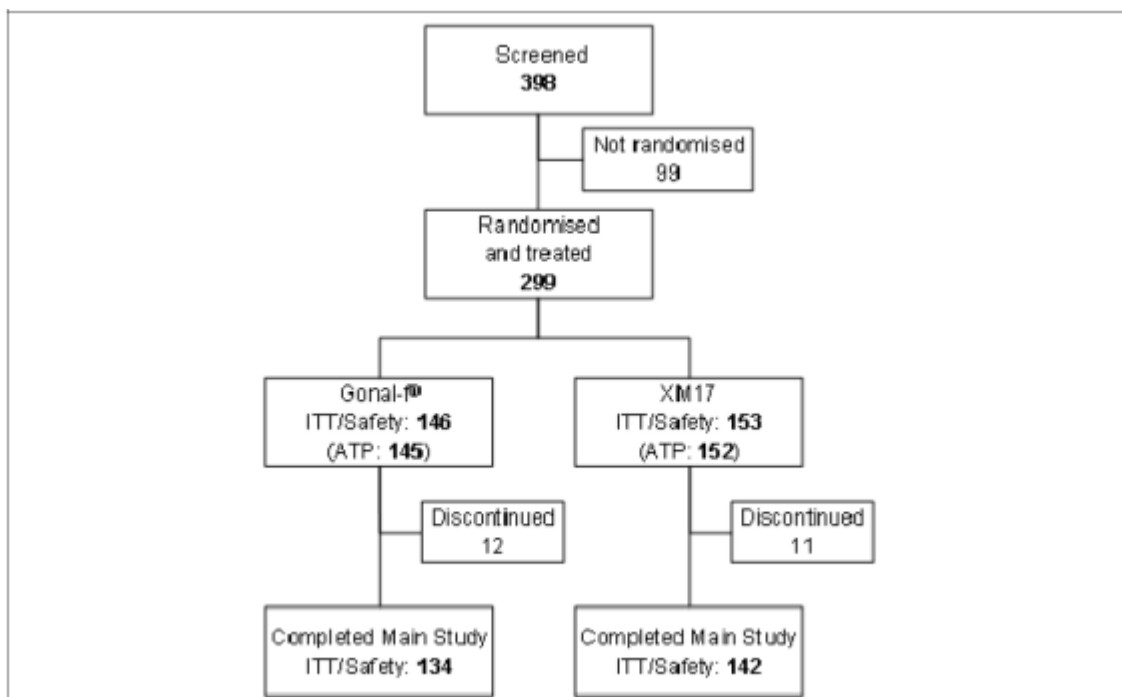 Screened
398
Not randomised
99
Randomised
and treated
299
Gonal-f®
ITT/Safety: 146
(ATP: 145)
XM17
ITT/Safety: 153
(ATP: 152)
Discontinued
12
Discontinued
11
Completed Main Study
ITT/Safety: 134
Completed Main Study
ITT/Safety: 142